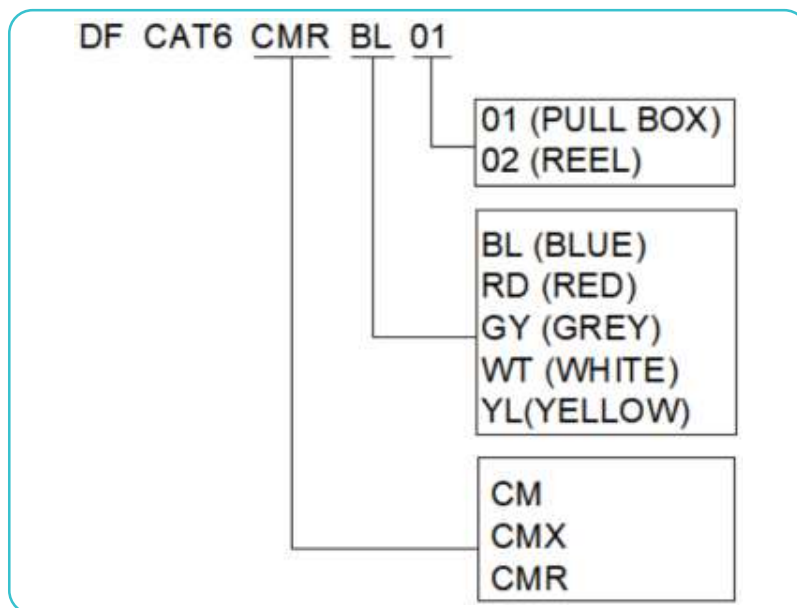 DF CAT6 CMR BL 01
01 (PULL BOX)
02 (REEL)
BL (BLUE)
RD (RED)
GY (GREY)
WT (WHITE)
YL(YELLOW)
CM
CMX
CMR